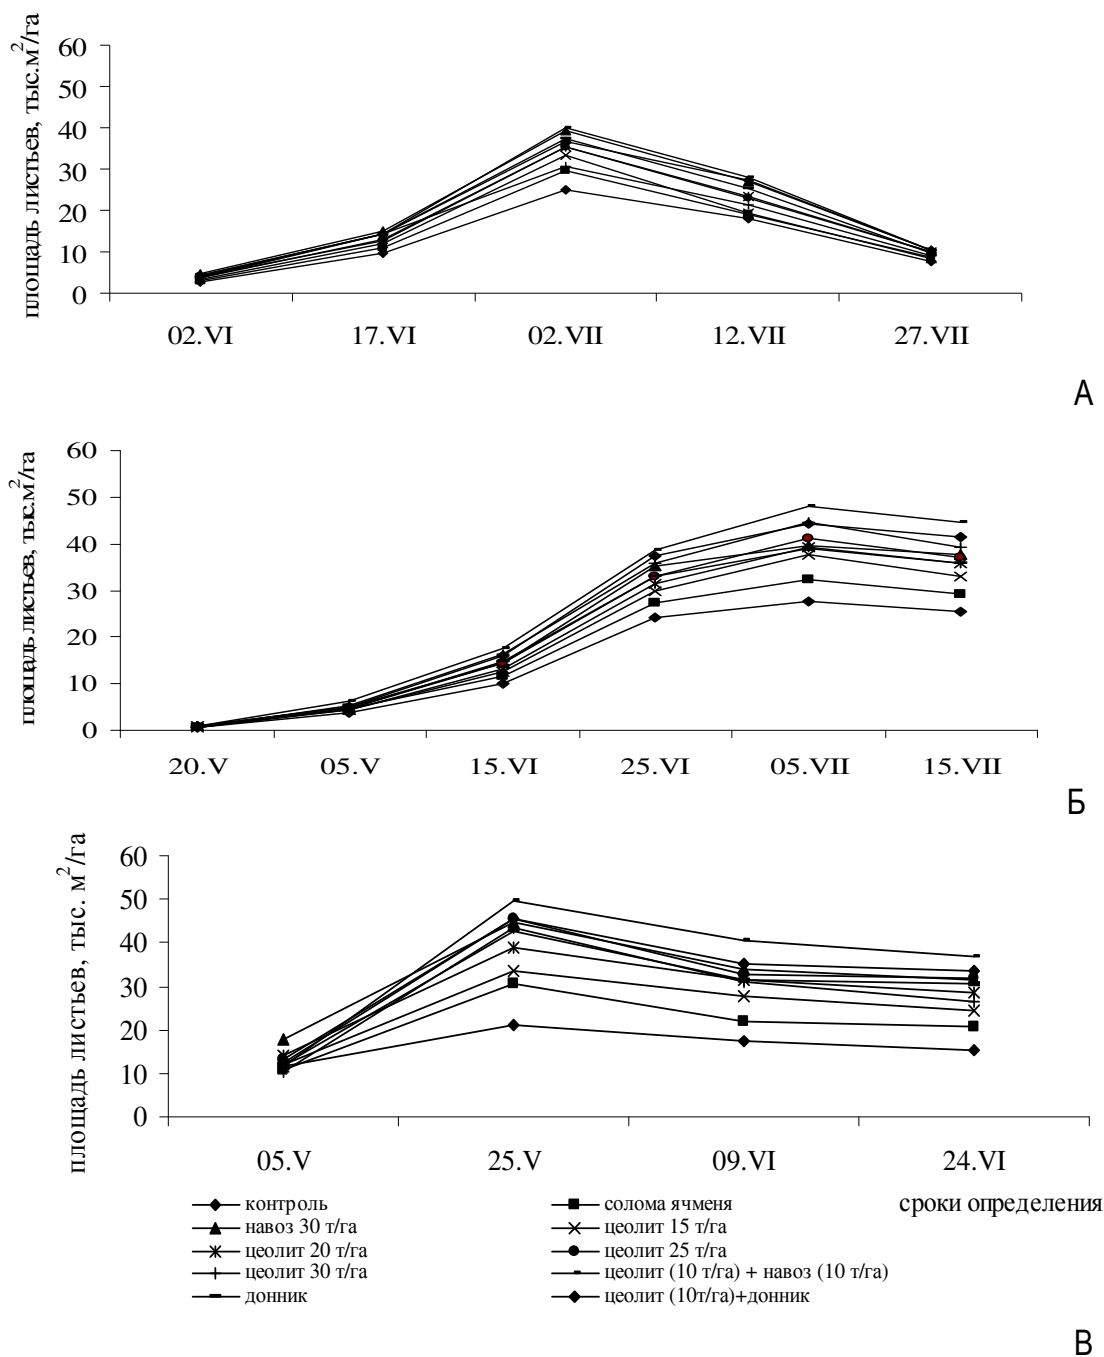 площадь листьев, тыс.м2/га
60
50
40
30
20
10
0
02.VI 17.VI 02.VII 12.VII 27.VII
А
площадь листьев, тыс.м2/га
60
50
40
30
20
10
0
20.V 05.V 15.VI 25.VI 05.VII 15.VII
Б
площадь листьев, тыс. м2/га
60
50
40
30
20
10
0
05.V 25.V 09.VI 24.VI
сроки определения
контроль солома ячменя
навоз 30 т/га цеолит 15 т/га
цеолит 20 т/га цеолит 25 т/га
цеолит 30 т/га цеолит (10 т/га) + навоз (10 т/га)
донник цеолит (10т/га)+донник
В